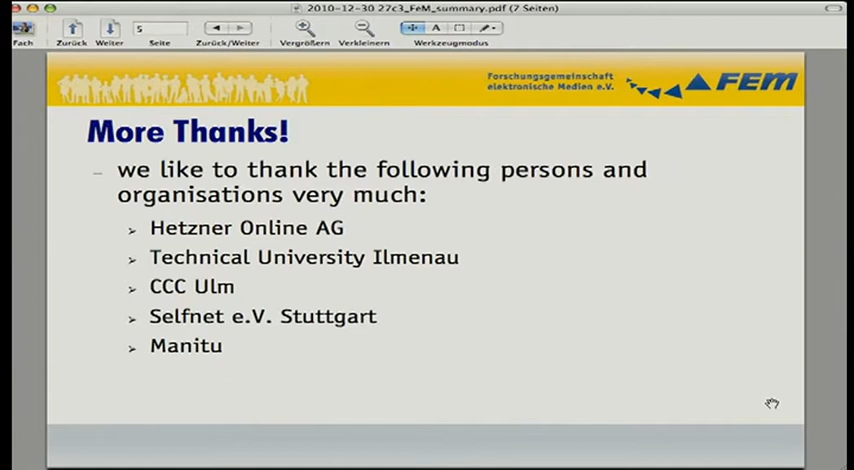 2010-12-30 27c3_FeM_summary.pdf (7 Seiten)
5
Fach Zurück Weiter Seite Zurück/Weiter Vergrößern Verkleinern Werkzeugmodus
A
Forschungsgemeinschaft
elektronische Medien e.V.
FEM
More Thanks!
– we like to thank the following persons and
organisations very much:
➢ Hetzner Online AG
➢ Technical University Ilmenau
➢ CCC Ulm
➢ Selfnet e.V. Stuttgart
➢ Manitu